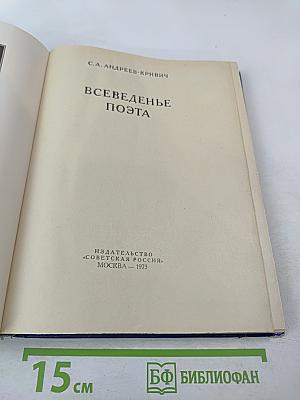 С. А. АНДРЕЕВ-КРИВИЧ
ВСЕВЕДЕНЬЕ
ПОЭТА
ИЗДАТЕЛЬСТВО
«СОВЕТСКАЯ РОССИЯ»
МОСКВА — 1973
15 см
БФ БИБЛИОФАН